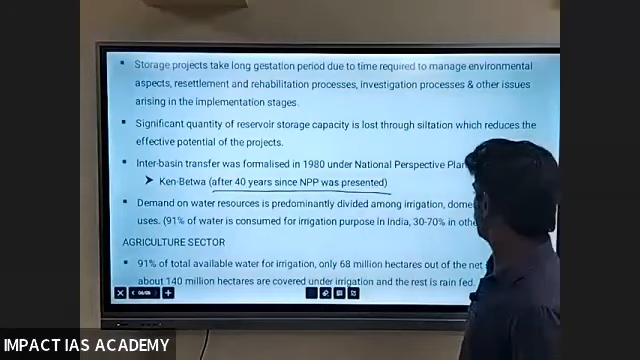 ▪ Storage projects take long gestation period due to time required to manage environmental
aspects, resettlement and rehabilitation processes, investigation processes & other issues
arising in the implementation stages.
▪ Significant quantity of reservoir storage capacity is lost through siltation which reduces the
effective potential of the projects.
▪ Inter-basin transfer was formalised in 1980 under National Perspective Plan
➤ Ken-Betwa (after 40 years since NPP was presented)
▪ Demand on water resources is predominantly divided among irrigation,
uses. (91% of water is consumed for irrigation purpose in India, 30-70% in
AGRICULTURE SECTOR
▪ 91% of total available water for irrigation, only 68 million hectares out of the net
about 140 million hectares are covered under irrigation and the rest is rain fed.
IMPACT IAS ACADEMY